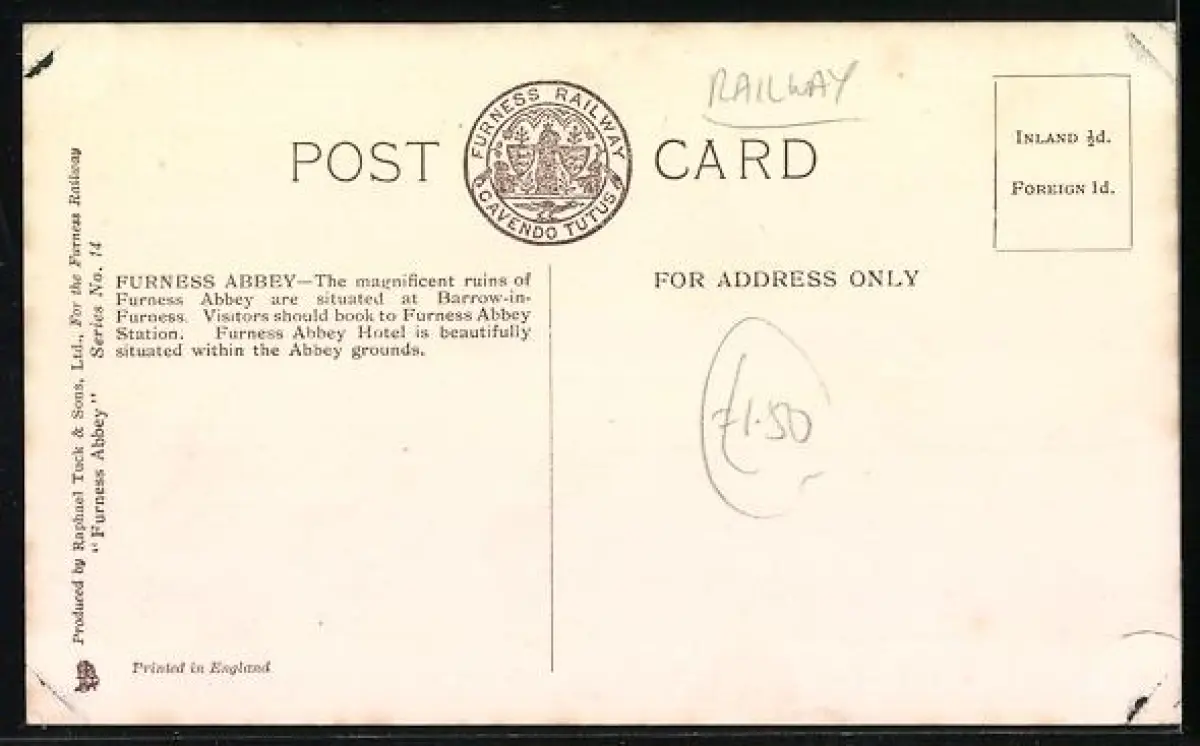 RAILWAY
POST CARD
FURNESS RAILWAY
CAVENDO TUTUS
INLAND ½d.
FOREIGN 1d.
FURNESS ABBEY—The magnificent ruins of
Furness Abbey are situated at Barrow-in-
Furness. Visitors should book to Furness Abbey
Station. Furness Abbey Hotel is beautifully
situated within the Abbey grounds.
FOR ADDRESS ONLY
£1.50
Produced by Raphael Tuck & Sons, Ltd., For the Furness Railway
"Furness Abbey" Series No. 14
Printed in England